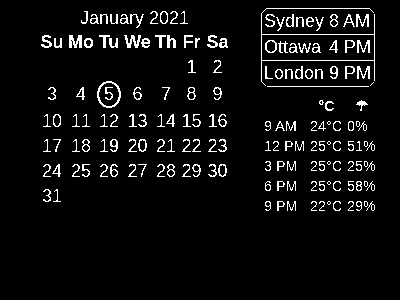 January 2021
Su Mo Tu We Th Fr Sa
1 2
3 4 5 6 7 8 9
10 11 12 13 14 15 16
17 18 19 20 21 22 23
24 25 26 27 28 29 30
31
Sydney 8 AM
Ottawa 4 PM
London 9 PM
°C ☂
9 AM 24°C 0%
12 PM 25°C 51%
3 PM 25°C 25%
6 PM 25°C 58%
9 PM 22°C 29%